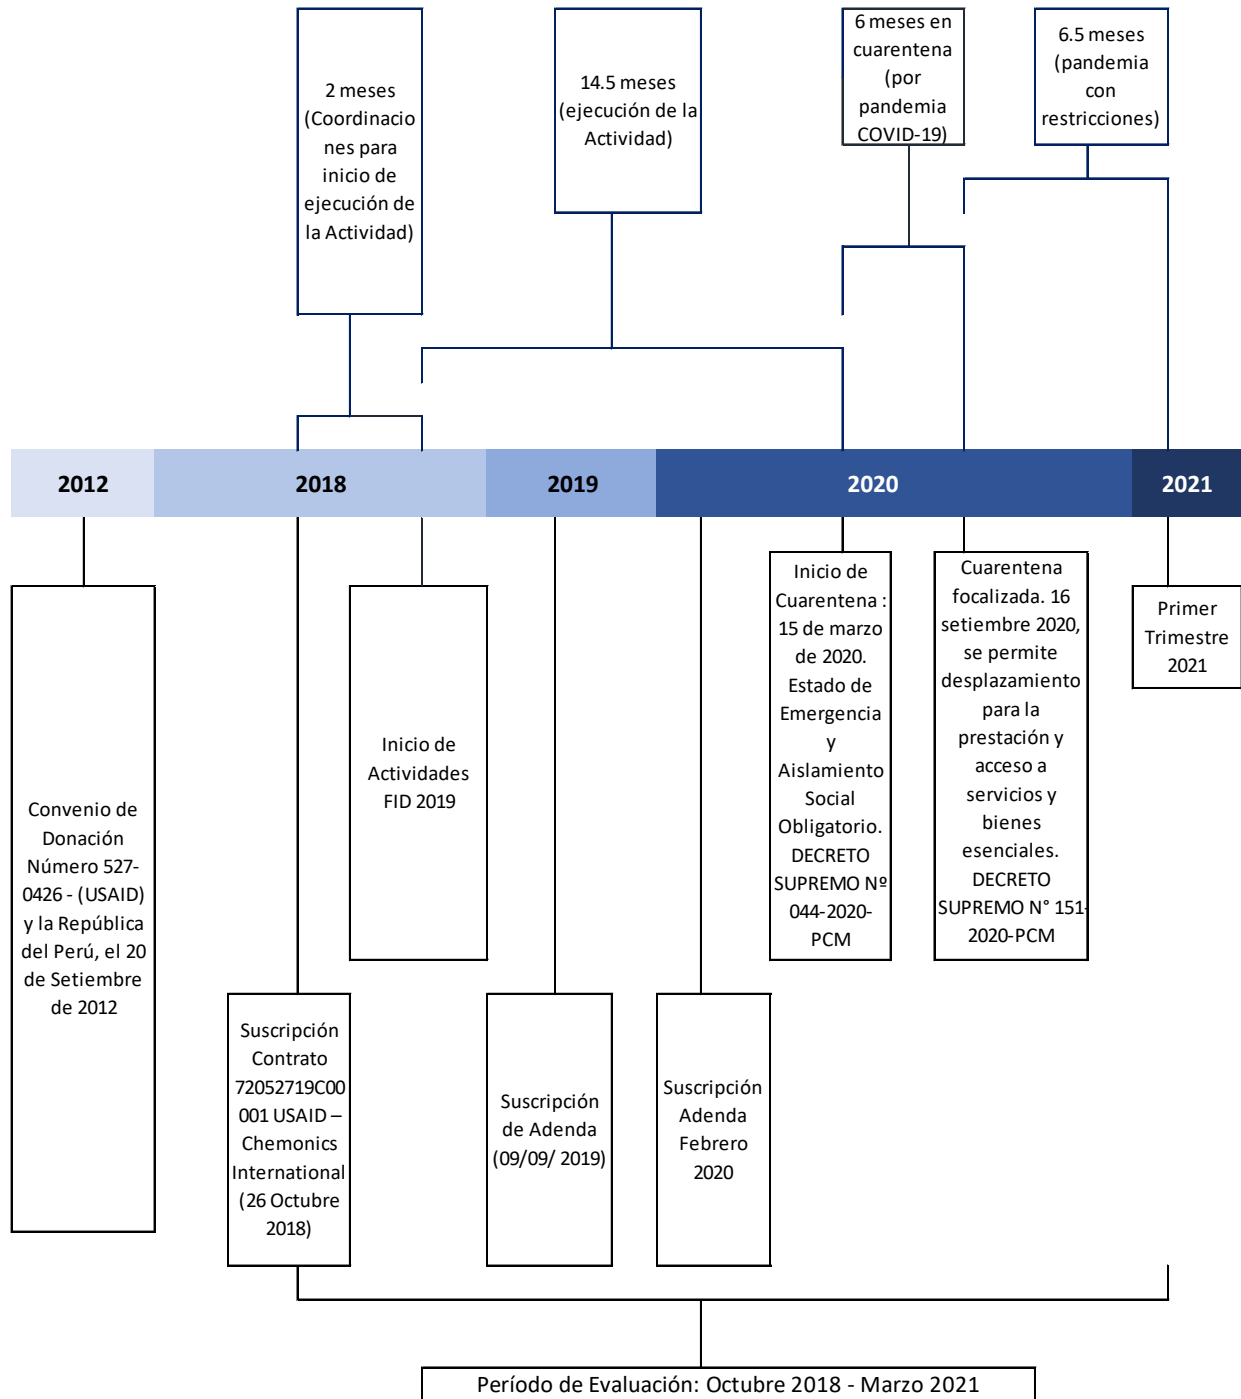 2 meses
(Coordinacio
nes para
inicio de
ejecución de
la Actividad)
14.5 meses
(ejecución de la
Actividad)
6 meses en
cuarentena
(por
pandemia
COVID-19)
6.5 meses
(pandemia
con
restricciones)
2012
2018
2019
2020
2021
Convenio de
Donación
Número 527-
0426 - (USAID)
y la República
del Perú, el 20
de Setiembre
de 2012
Suscripción
Contrato
72052719C00
001 USAID –
Chemonics
International
(26 Octubre
2018)
Inicio de
Actividades
FID 2019
Suscripción
de Adenda
(09/09/ 2019)
Suscripción
Adenda
Febrero
2020
Inicio de
Cuarentena :
15 de marzo
de 2020.
Estado de
Emergencia
y
Aislamiento
Social
Obligatorio.
DECRETO
SUPREMO Nº
044-2020-
PCM
Cuarentena
focalizada. 16
setiembre 2020,
se permite
desplazamiento
para la
prestación y
acceso a
servicios y
bienes
esenciales.
DECRETO
SUPREMO N° 151-
2020-PCM
Primer
Trimestre
2021
Período de Evaluación: Octubre 2018 - Marzo 2021